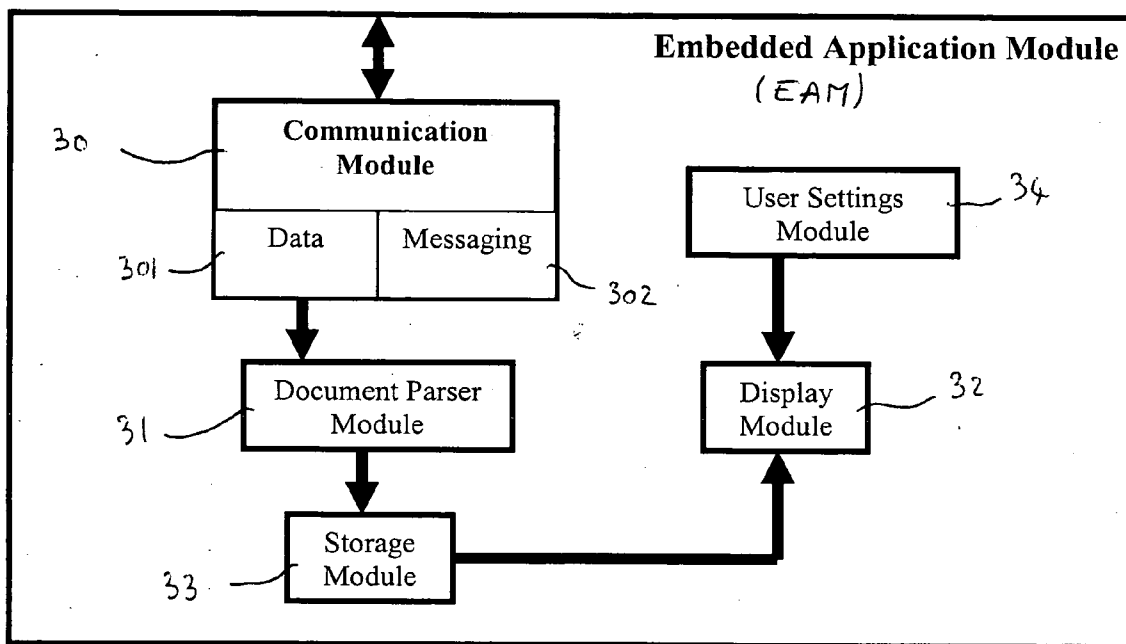 Embedded Application Module
(EAM)
30
Communication
Module
Data
Messaging
301
302
User Settings
Module
34
Document Parser
Module
31
Display
Module
32
Storage
Module
33